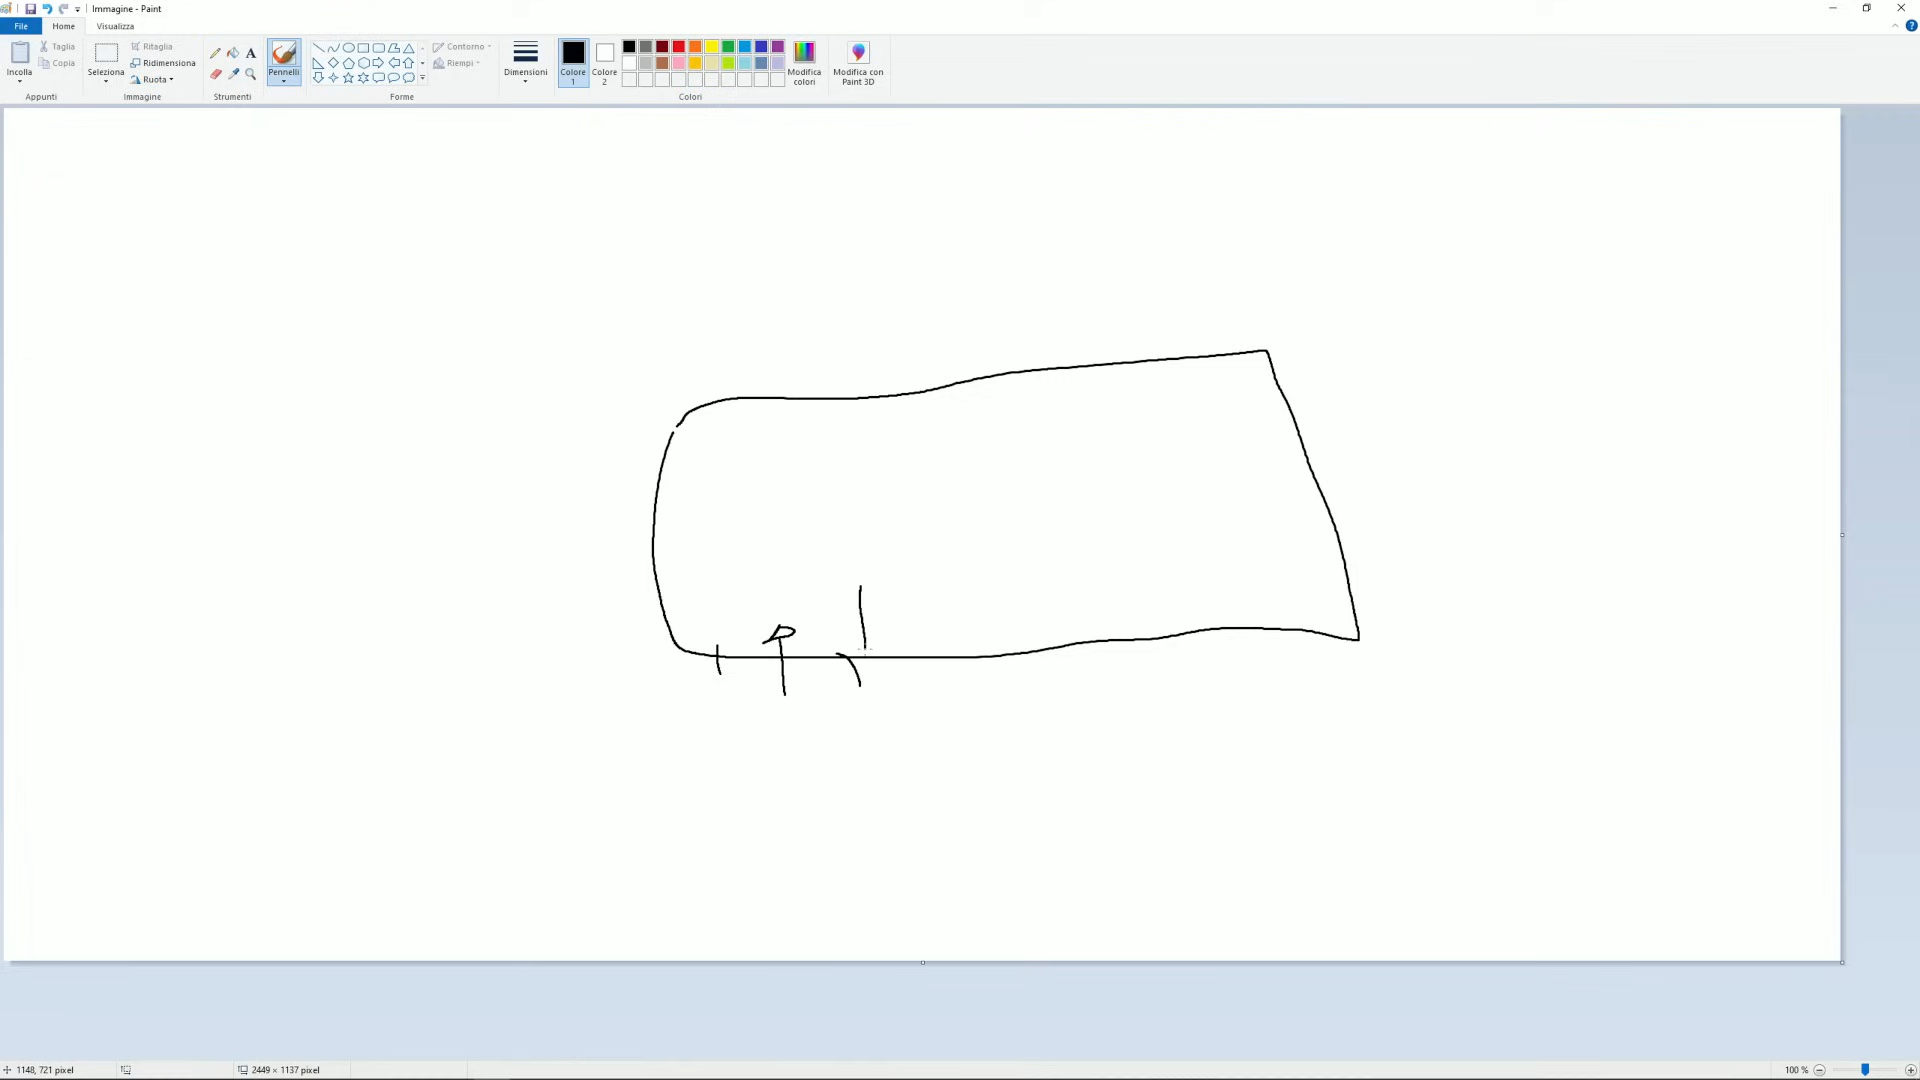 Immagine - Paint
File Home Visualizza
Incolla
Taglia
Copia
Appunti
Seleziona
Ritaglia
Ridimensiona
Ruota
Immagine
A
Strumenti
Pennelli
Contorno
Riempi
Forme
Dimensioni
Colore 1
Colore 2
Modifica colori
Colori
Modifica con Paint 3D
1148, 721 pixel
2449 × 1137 pixel
100 %